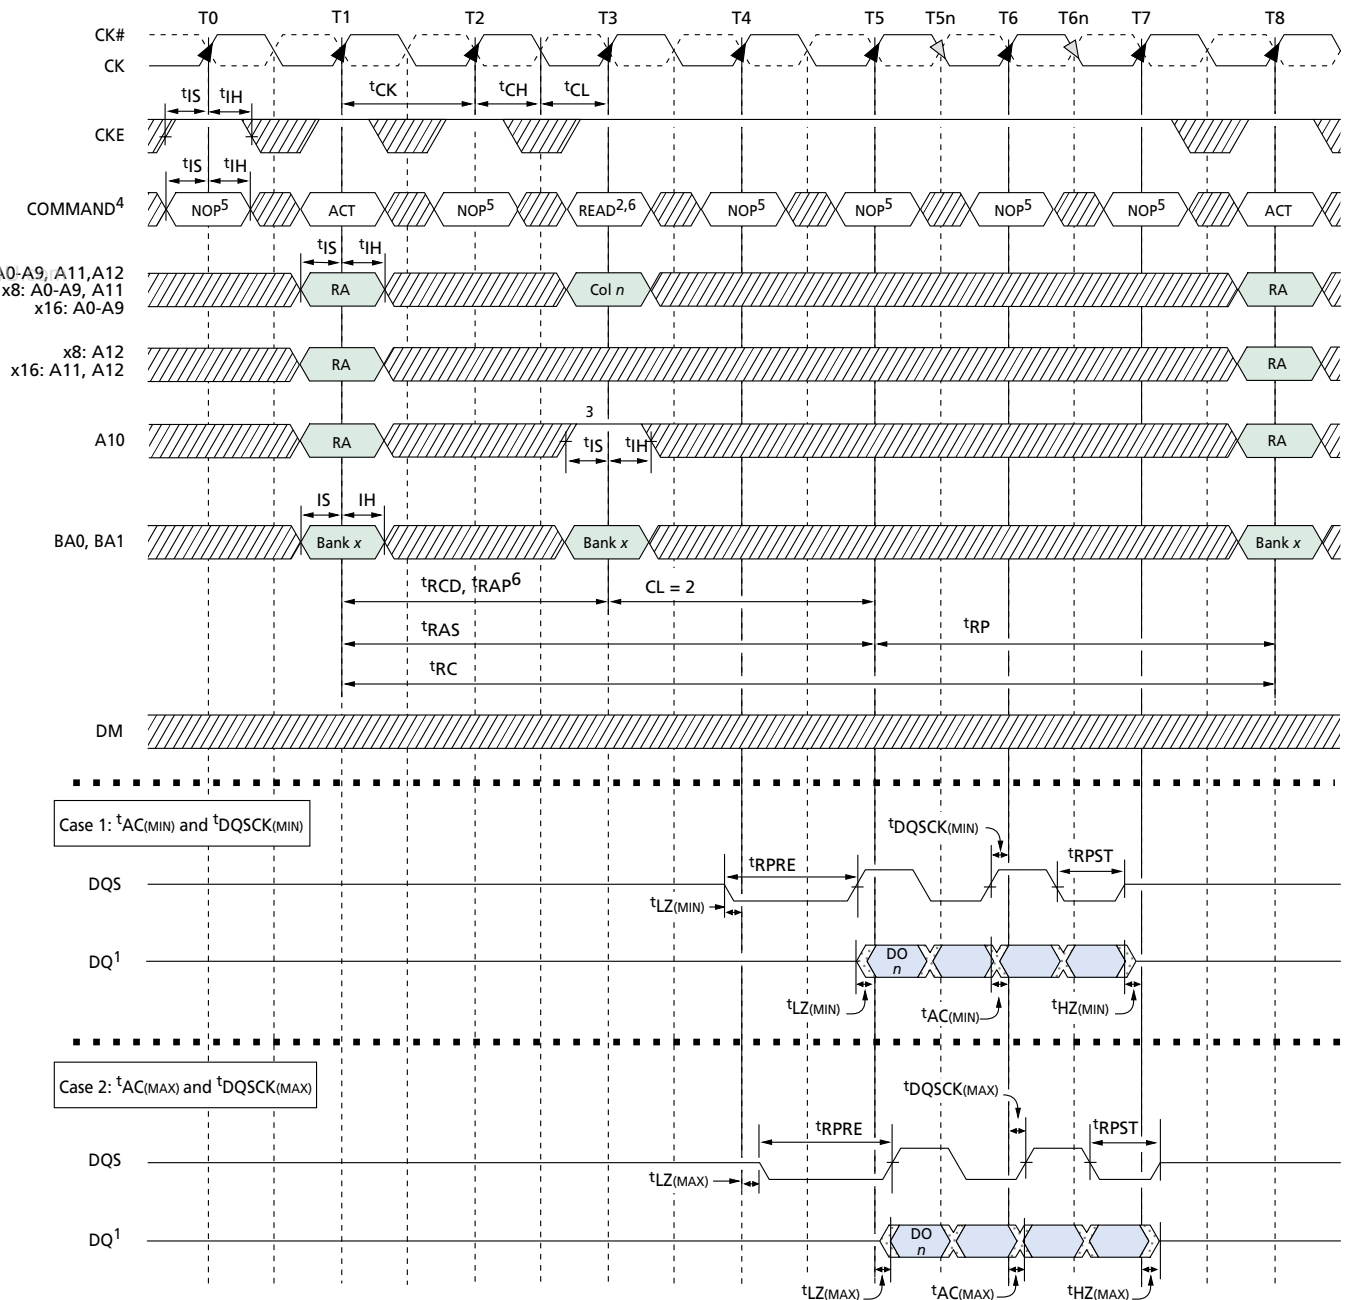 T0 T1 T2 T3 T4 T5 T5n T6 T6n T7 T8
CK#
CK
tCK tCH tCL
tIS tIH
CKE
tIS tIH
COMMAND4 NOP5 ACT NOP5 READ2,6 NOP5 NOP5 NOP5 NOP5 ACT
tIS tIH
A0-A9, A11,A12
x8: A0-A9, A11
x16: A0-A9
RA Col n RA
x8: A12
x16: A11, A12
RA RA
3
A10 RA RA
tIS tIH
IS IH
BA0, BA1 Bank x Bank x Bank x
tRCD, tRAP6 CL = 2
tRAS tRP
tRC
DM
Case 1: tAC(MIN) and tDQSCK(MIN)
tDQSCK(MIN)
tRPRE tRPST
DQS
tLZ(MIN)
DQ1 DO
n
tLZ(MIN) tAC(MIN) tHZ(MIN)
Case 2: tAC(MAX) and tDQSCK(MAX)
tDQSCK(MAX)
tRPRE tRPST
DQS
tLZ(MAX)
DQ1 DO
n
tLZ(MAX) tAC(MAX) tHZ(MAX)